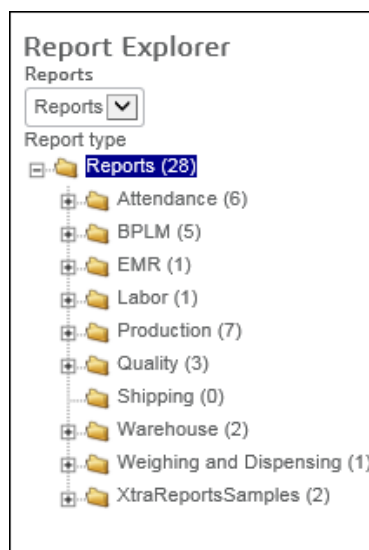 Report Explorer
Reports
Reports
Report type
Reports (28)
Attendance (6)
BPLM (5)
EMR (1)
Labor (1)
Production (7)
Quality (3)
Shipping (0)
Warehouse (2)
Weighing and Dispensing (1)
XtraReportsSamples (2)